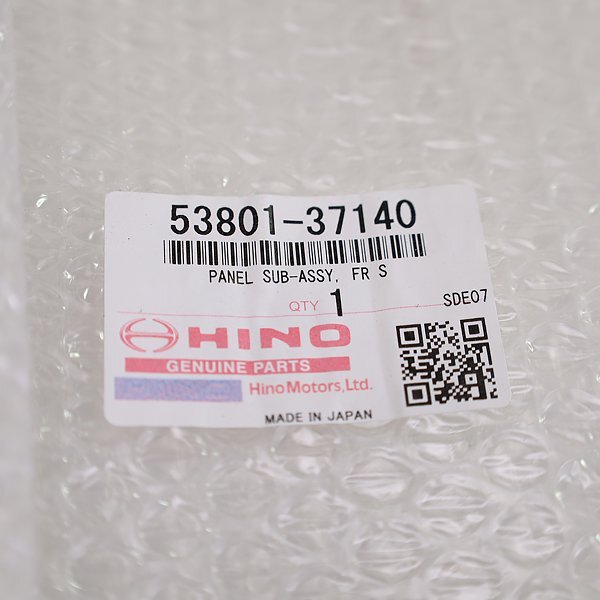 53801-37140
PANEL SUB-ASSY, FR S
QTY 1
SDE07
HINO
GENUINE PARTS
Hino Motors, Ltd.
MADE IN JAPAN